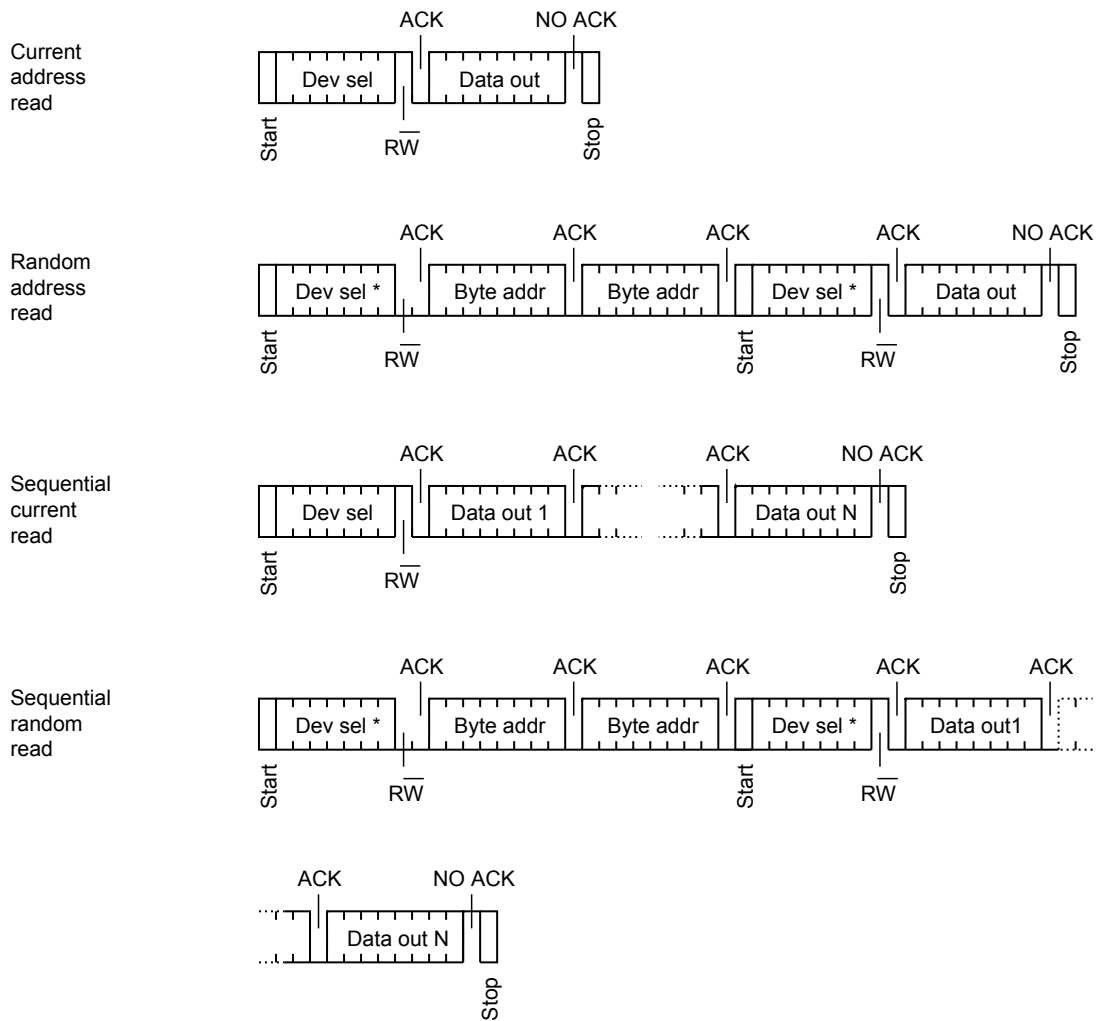 ACK NO ACK
Current
address
read
Dev sel Data out
Start RW̅ Stop
ACK ACK ACK ACK NO ACK
Random
address
read
Dev sel * Byte addr Byte addr Dev sel * Data out
Start RW̅ Start RW̅ Stop
ACK ACK ACK NO ACK
Sequential
current
read
Dev sel Data out 1 Data out N
Start RW̅ Stop
ACK ACK ACK ACK ACK
Sequential
random
read
Dev sel * Byte addr Byte addr Dev sel * Data out1
Start RW̅ Start RW̅
ACK NO ACK
Data out N
Stop